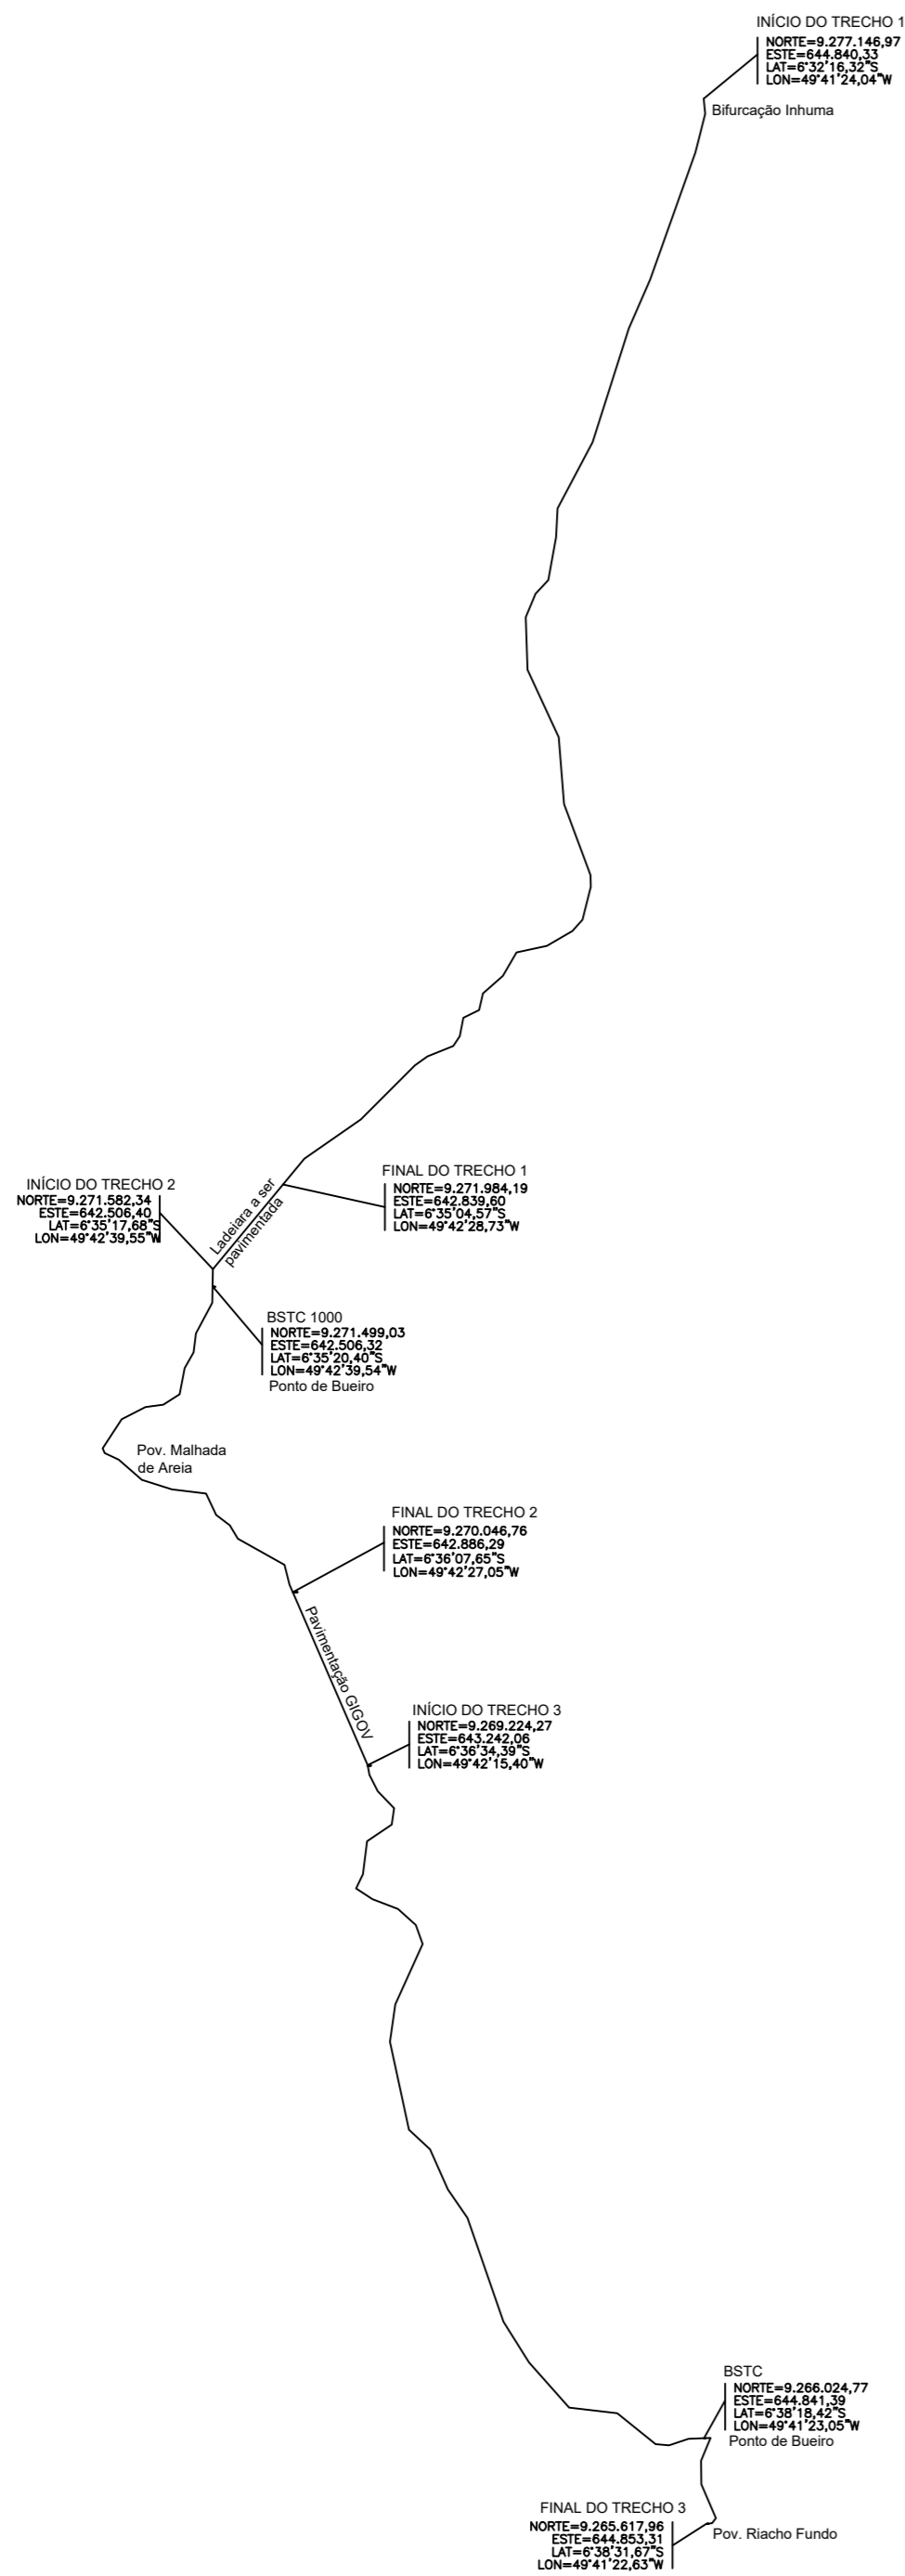 INÍCIO DO TRECHO 1
NORTE=9.277.146,97
ESTE=644.840,33
LAT=6°32'16,32"S
LON=49°41'24,04"W
Bifurcação Inhuma
INÍCIO DO TRECHO 2
NORTE=9.271.582,34
ESTE=642.506,40
LAT=6°35'17,68"S
LON=49°42'39,55"W
Ladeiara a ser
pavimentada
FINAL DO TRECHO 1
NORTE=9.271.984,19
ESTE=642.839,60
LAT=6°35'04,57"S
LON=49°42'28,73"W
BSTC 1000
NORTE=9.271.499,03
ESTE=642.506,32
LAT=6°35'20,40"S
LON=49°42'39,54"W
Ponto de Bueiro
Pov. Malhada
de Areia
FINAL DO TRECHO 2
NORTE=9.270.046,76
ESTE=642.886,29
LAT=6°36'07,65"S
LON=49°42'27,05"W
Pavimentação GIGOV
INÍCIO DO TRECHO 3
NORTE=9.269.224,27
ESTE=643.242,06
LAT=6°36'34,39"S
LON=49°42'15,40"W
BSTC
NORTE=9.266.024,77
ESTE=644.841,39
LAT=6°38'18,42"S
LON=49°41'23,05"W
Ponto de Bueiro
FINAL DO TRECHO 3
NORTE=9.265.617,96
ESTE=644.853,31
LAT=6°38'31,67"S
LON=49°41'22,63"W
Pov. Riacho Fundo